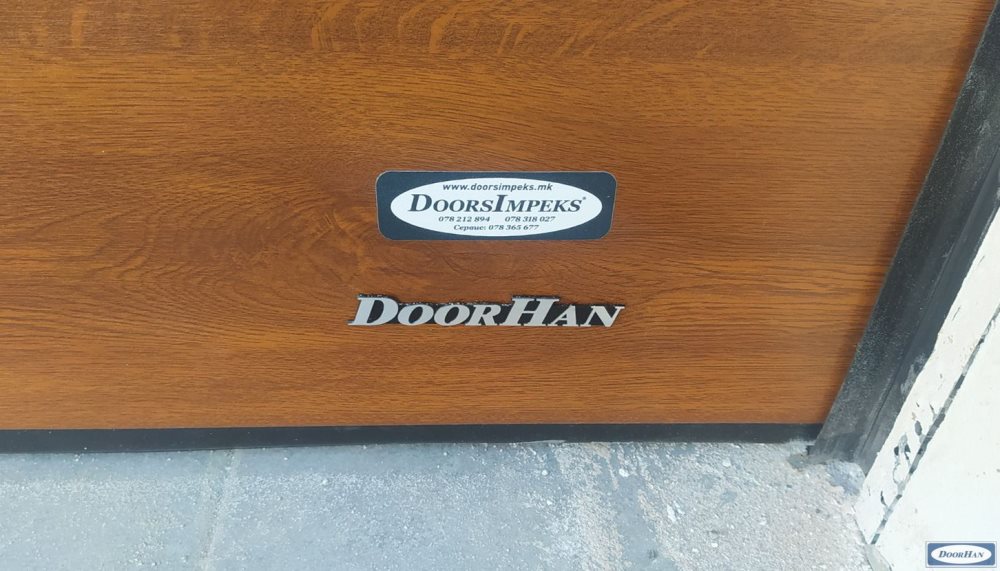 www.doorsimpeks.mk
DOORSIMPEKS®
078 212 894 078 318 027
Сервис: 078 365 677
DOORHAN
DOORHAN